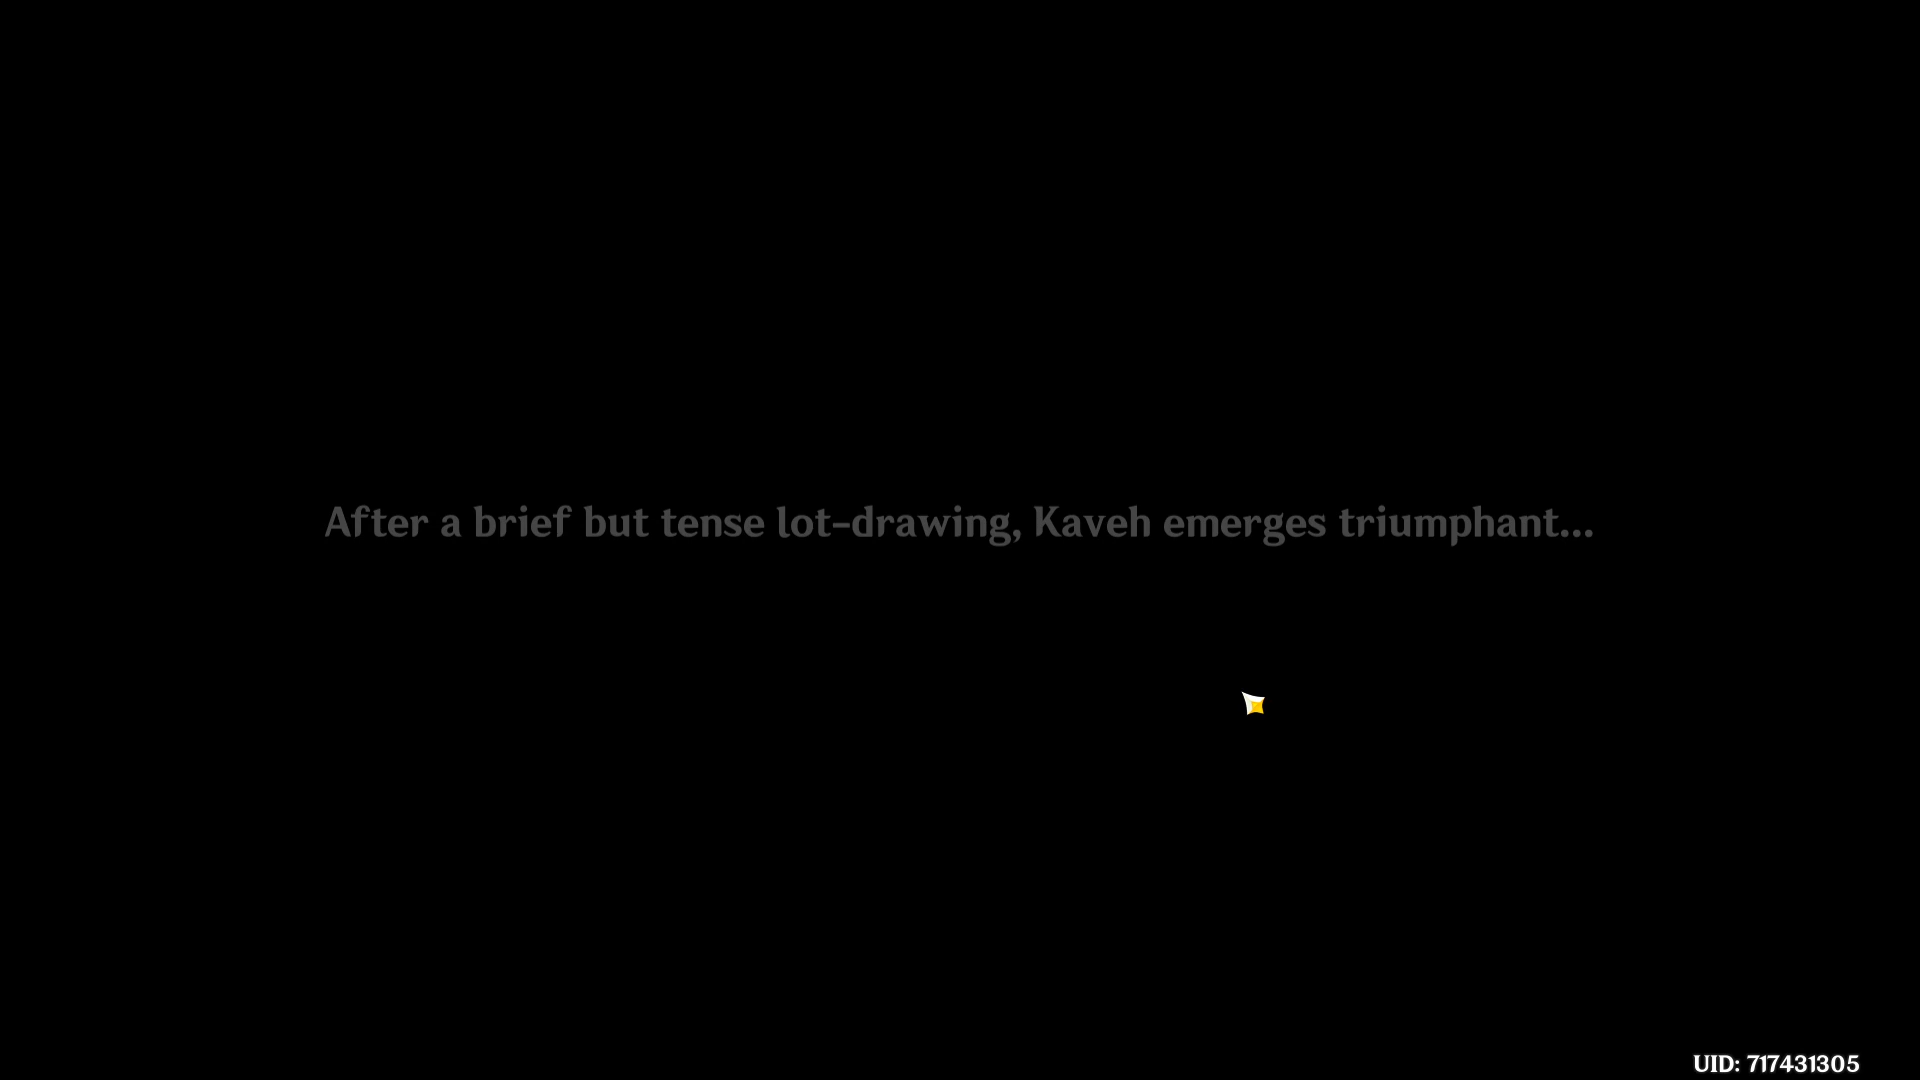 After a brief but tense lot-drawing, Kaveh emerges triumphant...
UID: 717431305